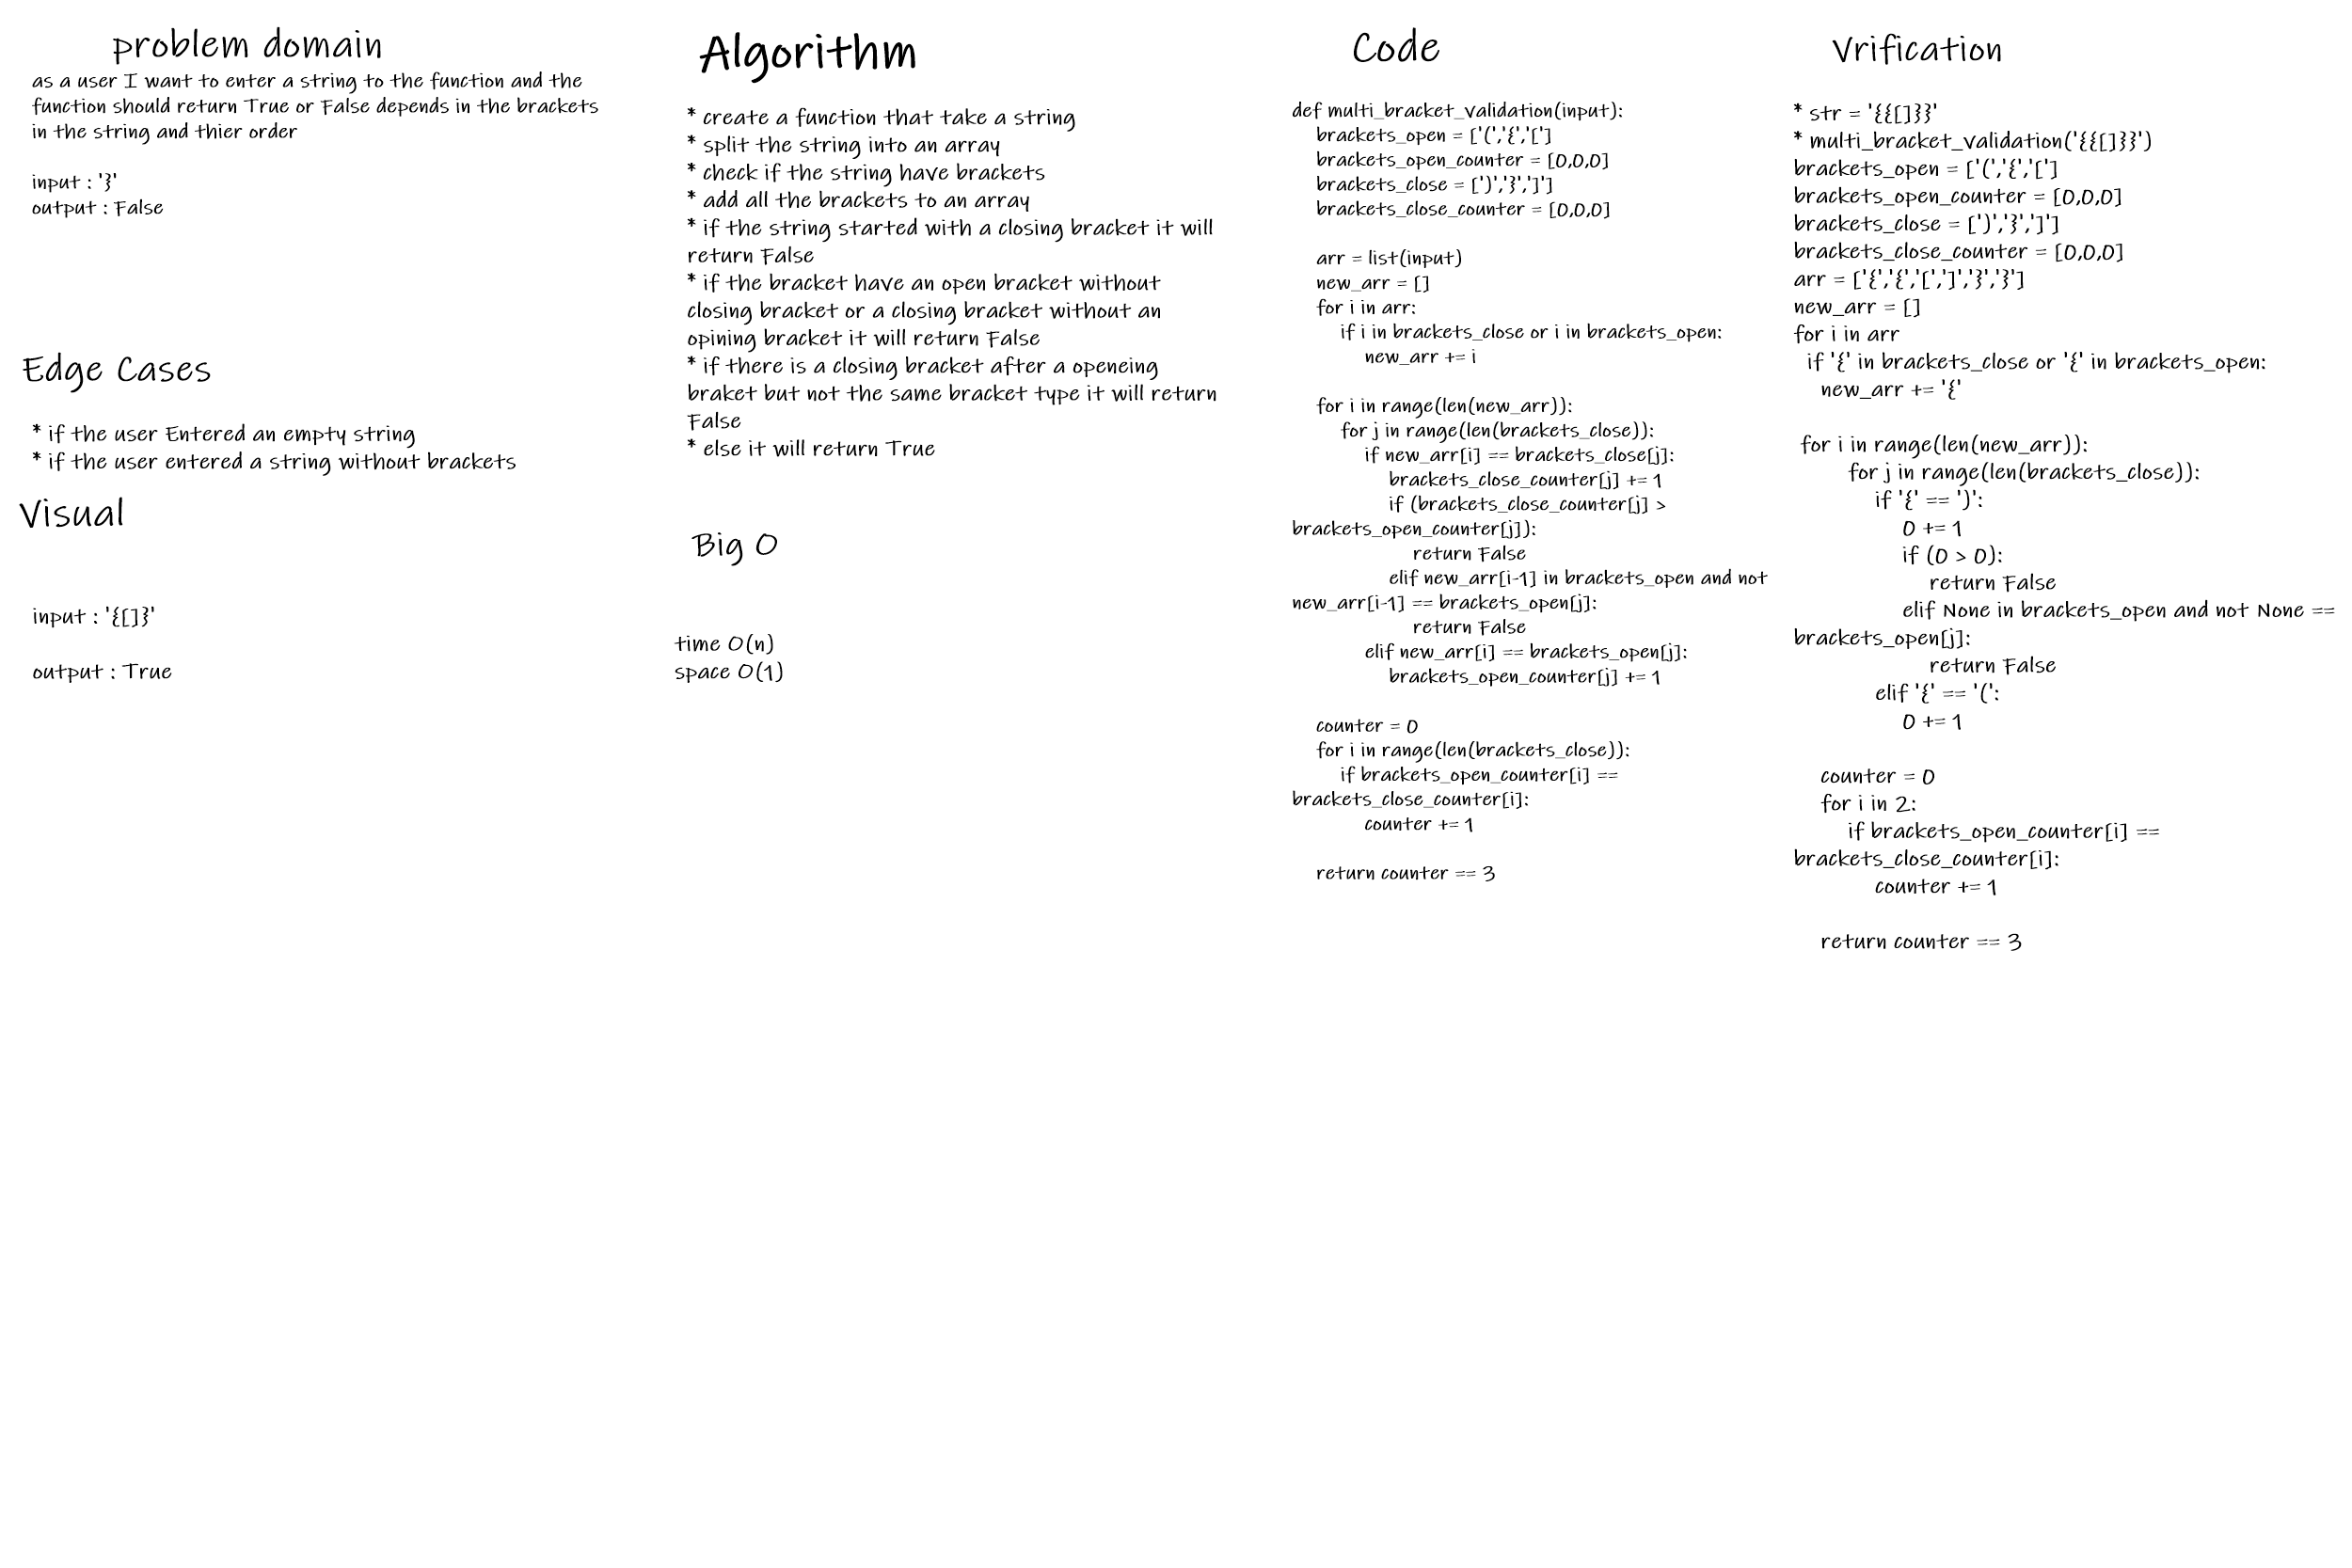 problem domain
as a user I want to enter a string to the function and the
function should return True or False depends in the brackets
in the string and thier order
input : '}'
output : False
Edge Cases
* if the user Entered an empty string
* if the user entered a string without brackets
Visual
input : '{[]}'
output : True
Algorithm
* create a function that take a string
* split the string into an array
* check if the string have brackets
* add all the brackets to an array
* if the string started with a closing bracket it will
return False
* if the bracket have an open bracket without
closing bracket or a closing bracket without an
opining bracket it will return False
* if there is a closing bracket after a openeing
braket but not the same bracket type it will return
False
* else it will return True
Big O
time O(n)
space O(1)
Code
def multi_bracket_validation(input):
brackets_open = ['(','{','[']
brackets_open_counter = [0,0,0]
brackets_close = [')','}',']']
brackets_close_counter = [0,0,0]
arr = list(input)
new_arr = []
for i in arr:
if i in brackets_close or i in brackets_open:
new_arr += i
for i in range(len(new_arr)):
for j in range(len(brackets_close)):
if new_arr[i] == brackets_close[j]:
brackets_close_counter[j] += 1
if (brackets_close_counter[j] >
brackets_open_counter[j]):
return False
elif new_arr[i-1] in brackets_open and not
new_arr[i-1] == brackets_open[j]:
return False
elif new_arr[i] == brackets_open[j]:
brackets_open_counter[j] += 1
counter = 0
for i in range(len(brackets_close)):
if brackets_open_counter[i] ==
brackets_close_counter[i]:
counter += 1
return counter == 3
Vrification
* str = '{{[]}}'
* multi_bracket_validation('{{[]}}')
brackets_open = ['(','{','[']
brackets_open_counter = [0,0,0]
brackets_close = [')','}',']']
brackets_close_counter = [0,0,0]
arr = ['{','{','[',']','}','}']
new_arr = []
for i in arr
if '{' in brackets_close or '{' in brackets_open:
new_arr += '{'
for i in range(len(new_arr)):
for j in range(len(brackets_close)):
if '{' == ')':
0 += 1
if (0 > 0):
return False
elif None in brackets_open and not None ==
brackets_open[j]:
return False
elif '{' == '(':
0 += 1
counter = 0
for i in 2:
if brackets_open_counter[i] ==
brackets_close_counter[i]:
counter += 1
return counter == 3